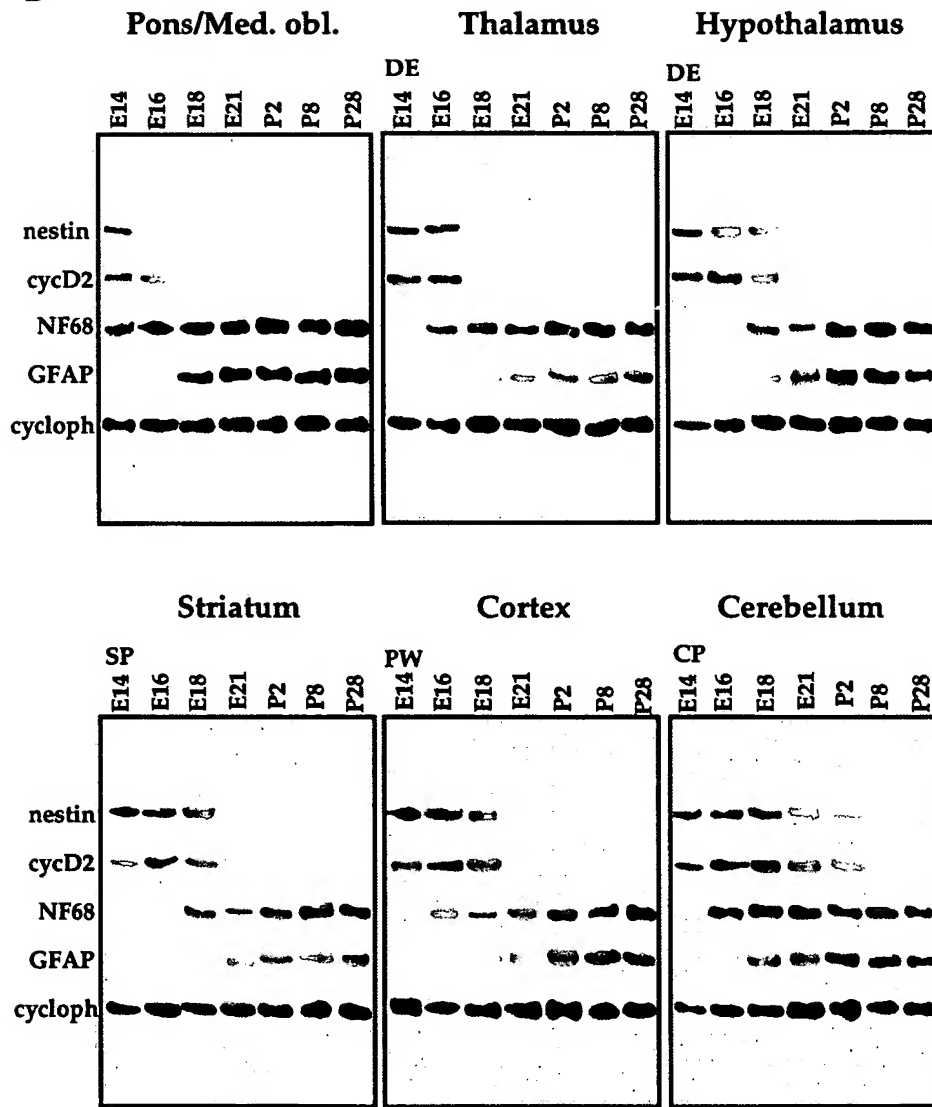 Pons/Med. obl. Thalamus Hypothalamus
DE DE
E14 E16 E18 E21 P2 P8 P28 E14 E16 E18 E21 P2 P8 P28 E14 E16 E18 E21 P2 P8 P28
nestin
cycD2
NF68
GFAP
cycloph
Striatum Cortex Cerebellum
SP PW CP
E14 E16 E18 E21 P2 P8 P28 E14 E16 E18 E21 P2 P8 P28 E14 E16 E18 E21 P2 P8 P28
nestin
cycD2
NF68
GFAP
cycloph